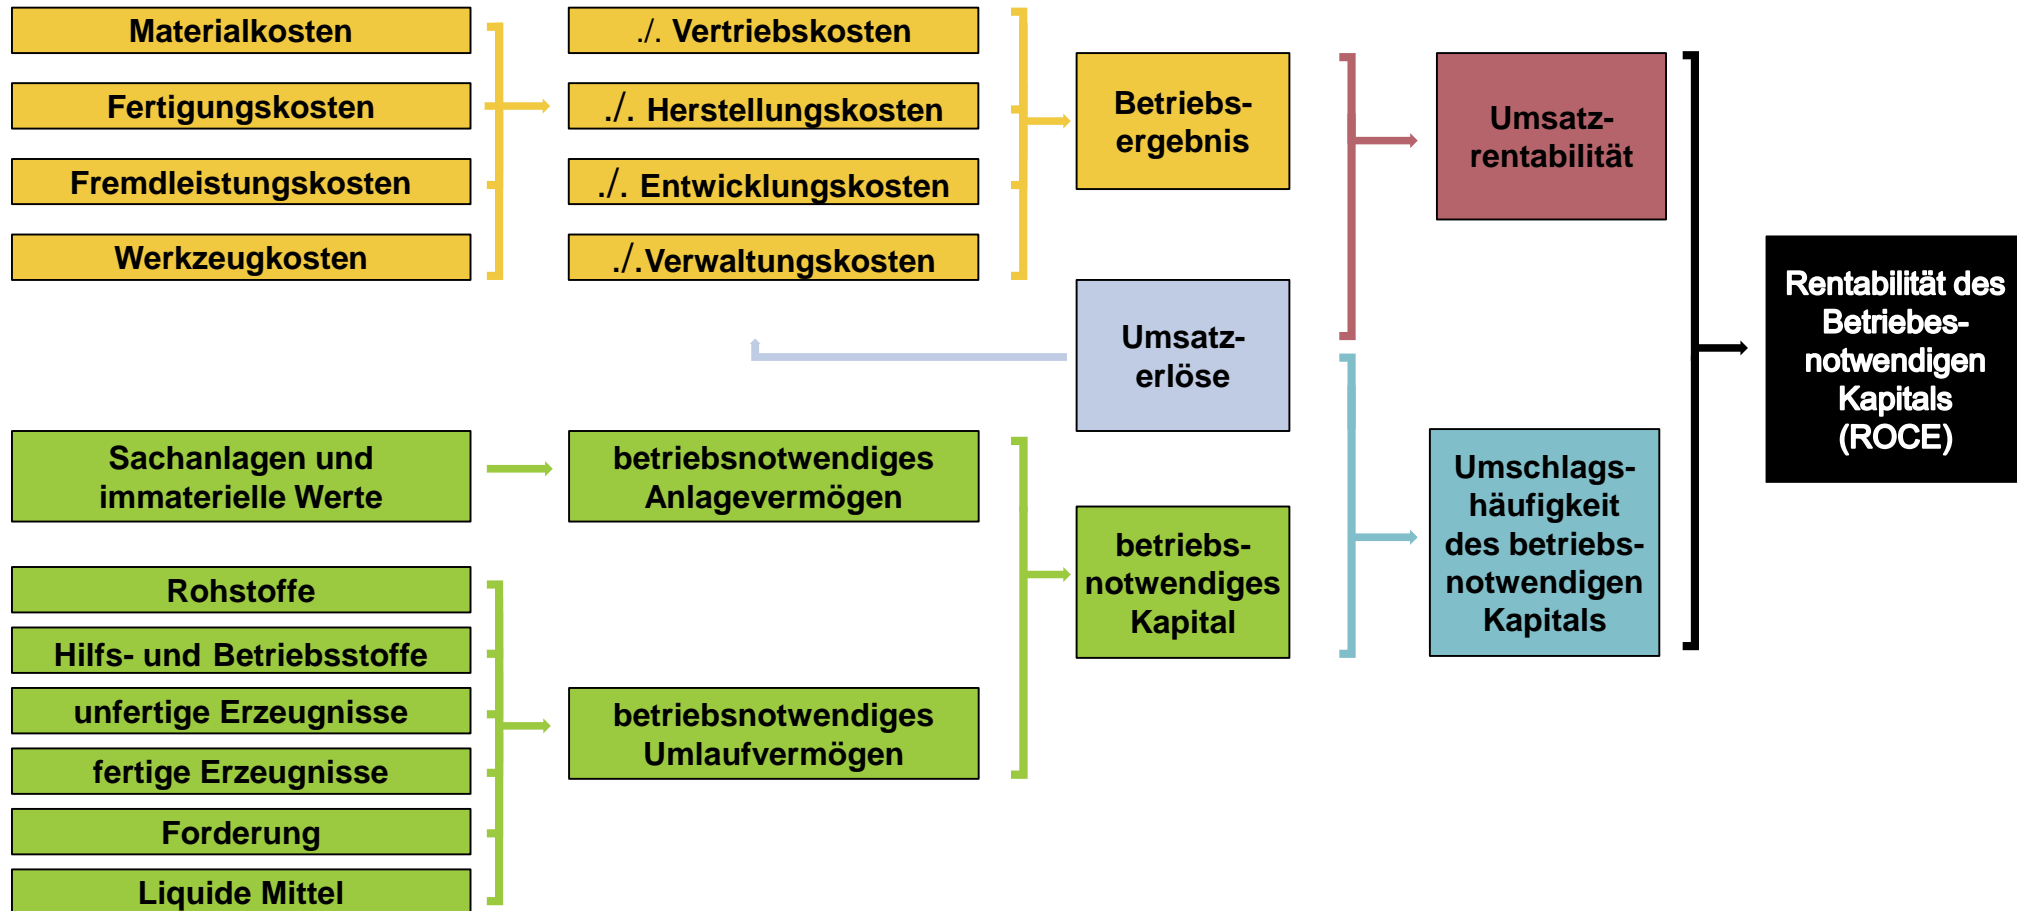 Materialkosten
Fertigungskosten
Fremdleistungskosten
Werkzeugkosten
./. Vertriebskosten
./. Herstellungskosten
./. Entwicklungskosten
./.Verwaltungskosten
Betriebs-
ergebnis
Umsatz-
erlöse
Umsatz-
rentabilität
Rentabilität des
Betriebes-
notwendigen
Kapitals
(ROCE)
Sachanlagen und
immaterielle Werte
betriebsnotwendiges
Anlagevermögen
Rohstoffe
Hilfs- und Betriebsstoffe
unfertige Erzeugnisse
fertige Erzeugnisse
Forderung
Liquide Mittel
betriebsnotwendiges
Umlaufvermögen
betriebs-
notwendiges
Kapital
Umschlags-
häufigkeit
des betriebs-
notwendigen
Kapitals